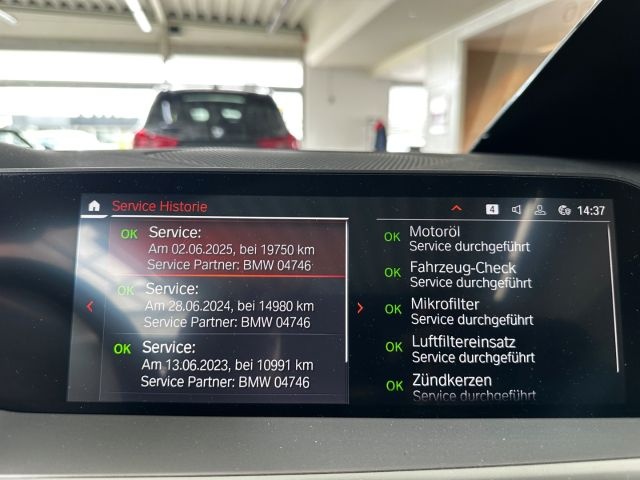 Service Historie
4
14:37
OK Service:
Am 02.06.2025, bei 19750 km
Service Partner: BMW 04746
OK Service:
Am 28.06.2024, bei 14980 km
Service Partner: BMW 04746
OK Service:
Am 13.06.2023, bei 10991 km
Service Partner: BMW 04746
OK Motoröl
Service durchgeführt
OK Fahrzeug-Check
Service durchgeführt
OK Mikrofilter
Service durchgeführt
OK Luftfiltereinsatz
Service durchgeführt
OK Zündkerzen
Service durchgeführt